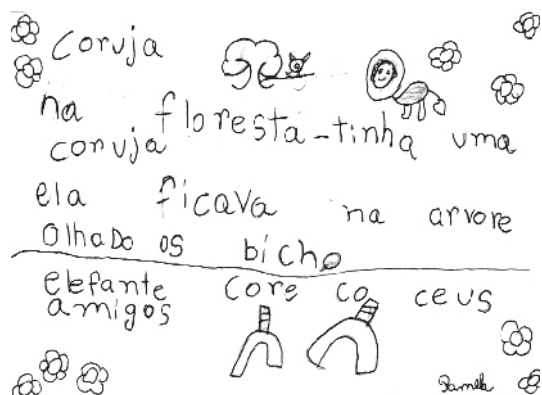 coruja
na floresta-tinha uma
coruja
ela ficava na arvore
olhado os bicho
elefante core co ceus
amigos
Pamela